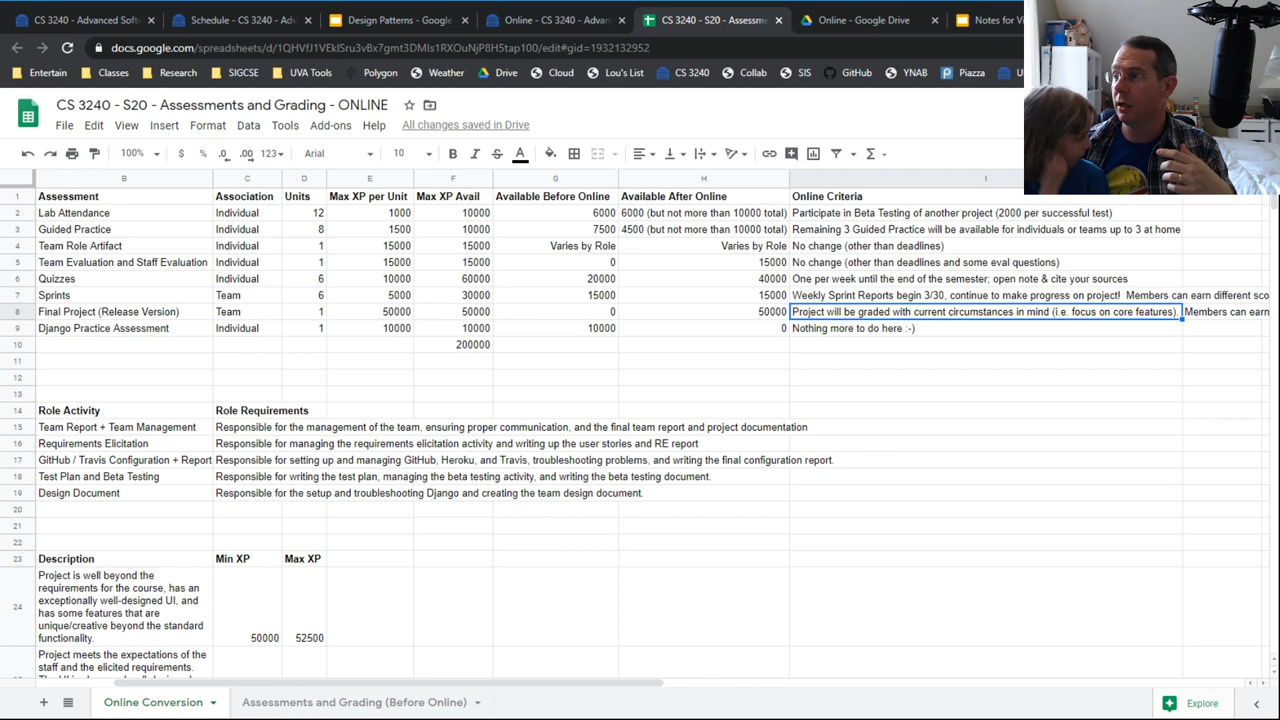 CS 3240 - Advanced Soft
Schedule - CS 3240 - Adv
Design Patterns - Google
Online - CS 3240 - Advan
CS 3240 - S20 - Assessm
Online - Google Drive
Notes for Vi
docs.google.com/spreadsheets/d/1QHVfJ1VEkISru3vBx7gmt3DMIs1RXOuNjP8H5tap100/edit#gid=1932132952
Entertain Classes Research SIGCSE UVA Tools Polygon Weather Drive Cloud Lou's List CS 3240 Collab SIS GitHub YNAB Piazza
CS 3240 - S20 - Assessments and Grading - ONLINE
File Edit View Insert Format Data Tools Add-ons Help All changes saved in Drive
100% $ % .0 .00 123 Arial 10 B I S A
B C D E F G H I
1 Assessment Association Units Max XP per Unit Max XP Avail Available Before Online Available After Online Online Criteria
2 Lab Attendance Individual 12 1000 10000 6000 6000 (but not more than 10000 total) Participate in Beta Testing of another project (2000 per successful test)
3 Guided Practice Individual 8 1500 10000 7500 4500 (but not more than 10000 total) Remaining 3 Guided Practice will be available for individuals or teams up to 3 at home
4 Team Role Artifact Individual 1 15000 15000 Varies by Role Varies by Role No change (other than deadlines)
5 Team Evaluation and Staff Evaluation Individual 1 15000 15000 0 15000 No change (other than deadlines and some eval questions)
6 Quizzes Individual 6 10000 60000 20000 40000 One per week until the end of the semester; open note & cite your sources
7 Sprints Team 6 5000 30000 15000 15000 Weekly Sprint Reports begin 3/30, continue to make progress on project! Members can earn different sco
8 Final Project (Release Version) Team 1 50000 50000 0 50000 Project will be graded with current circumstances in mind (i.e. focus on core features). Members can earn
9 Django Practice Assessment Individual 1 10000 10000 10000 0 Nothing more to do here :-)
10 200000
11
12
13
14 Role Activity Role Requirements
15 Team Report + Team Management Responsible for the management of the team, ensuring proper communication, and the final team report and project documentation
16 Requirements Elicitation Responsible for managing the requirements elicitation activity and writing up the user stories and RE report
17 GitHub / Travis Configuration + Report Responsible for setting up and managing GitHub, Heroku, and Travis, troubleshooting problems, and writing the final configuration report.
18 Test Plan and Beta Testing Responsible for writing the test plan, managing the beta testing activity, and writing the beta testing document.
19 Design Document Responsible for the setup and troubleshooting Django and creating the team design document.
20
21
22
23 Description Min XP Max XP
Project is well beyond the
requirements for the course, has an
exceptionally well-designed UI, and
24 has some features that are
unique/creative beyond the standard
functionality. 50000 52500
Project meets the expectations of the
staff and the elicited requirements.
Online Conversion Assessments and Grading (Before Online) Explore